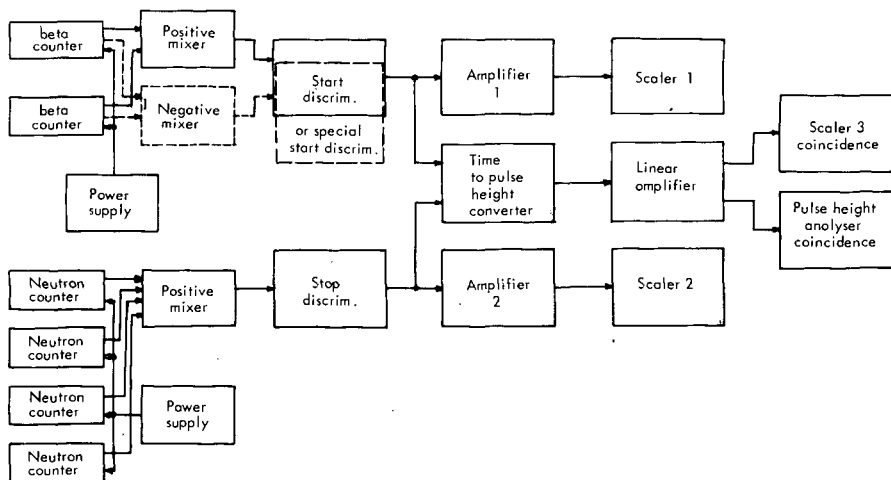 beta
counter
Positive
mixer
beta
counter
Negative
mixer
Start
discrim.
or special
start discrim.
Amplifier
1
Scaler 1
Power
supply
Time
to pulse
height
converter
Linear
omplifier
Scaler 3
coincidence
Pulse height
analyser
coincidence
Neutron
counter
Positive
mixer
Stop
discrim.
Amplifier
2
Scaler 2
Neutron
counter
Neutron
counter
Power
supply
Neutron
counter